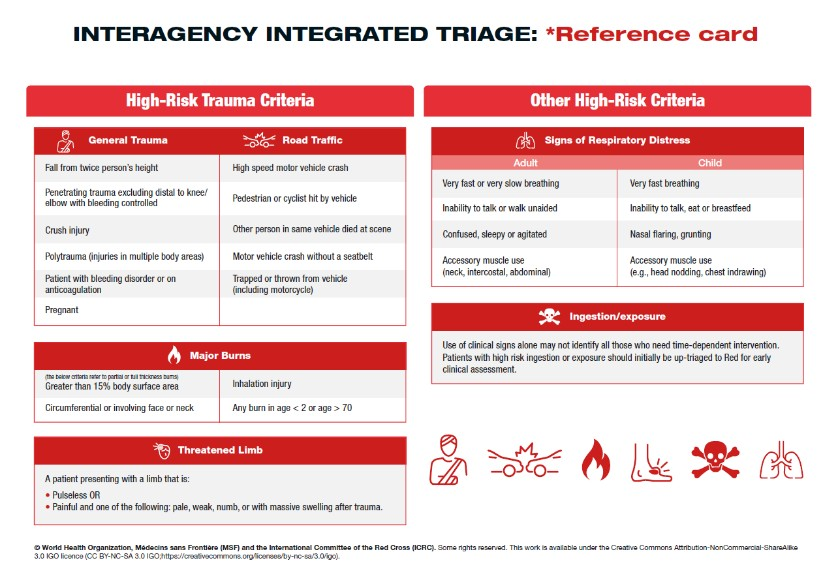 INTERAGENCY INTEGRATED TRIAGE: *Reference card
High-Risk Trauma Criteria
General Trauma
Road Traffic
Fall from twice person's height
High speed motor vehicle crash
Penetrating trauma excluding distal to knee/
elbow with bleeding controlled
Pedestrian or cyclist hit by vehicle
Crush injury
Other person in same vehicle died at scene
Polytrauma (injuries in multiple body areas)
Motor vehicle crash without a seatbelt
Patient with bleeding disorder or on
anticoagulation
Trapped or thrown from vehicle
(including motorcycle)
Pregnant
Major Burns
(the below criteria refer to partial or full thickness burns)
Greater than 15% body surface area
Inhalation injury
Circumferential or involving face or neck
Any burn in age < 2 or age > 70
Threatened Limb
A patient presenting with a limb that is:
• Pulseless OR
• Painful and one of the following: pale, weak, numb, or with massive swelling after trauma.
Other High-Risk Criteria
Signs of Respiratory Distress
Adult
Child
Very fast or very slow breathing
Very fast breathing
Inability to talk or walk unaided
Inability to talk, eat or breastfeed
Confused, sleepy or agitated
Nasal flaring, grunting
Accessory muscle use
(neck, intercostal, abdominal)
Accessory muscle use
(e.g., head nodding, chest indrawing)
Ingestion/exposure
Use of clinical signs alone may not identify all those who need time-dependent intervention.
Patients with high risk ingestion or exposure should initially be up-triaged to Red for early
clinical assessment.
© World Health Organization, Médecins sans Frontière (MSF) and the International Committee of the Red Cross (ICRC). Some rights reserved. This work is available under the Creative Commons Attribution-NonCommercial-ShareAlike
3.0 IGO licence (CC BY-NC-SA 3.0 IGO;https://creativecommons.org/licenses/by-nc-sa/3.0/igo).